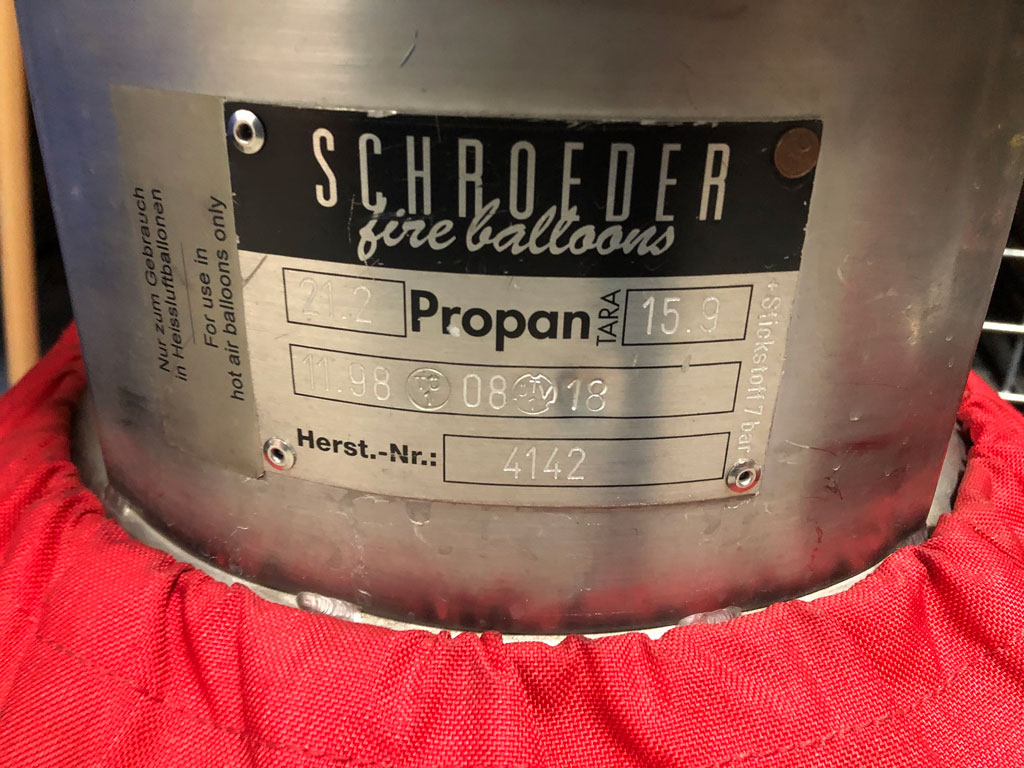 SCHROEDER
fire balloons
21.2 Propan TARA 15.9
11.98 08 18
Herst.-Nr.: 4142
Nur zum Gebrauch
in Heissluftballonen
For use in
hot air balloons only
+Stickstoff 7 bar